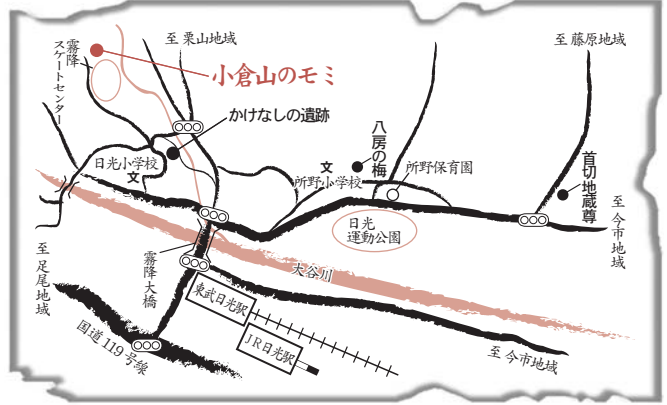 霧降
スケートセンター
至 栗山地域
小倉山のモミ
至 藤原地域
かけなしの遺跡
日光小学校
文
八房の梅
文
所野小学校
所野保育園
首切地蔵尊
至 今市地域
日光
運動公園
至 足尾地域
霧降大橋
大谷川
東武日光駅
JR日光駅
国道119号線
至 今市地域